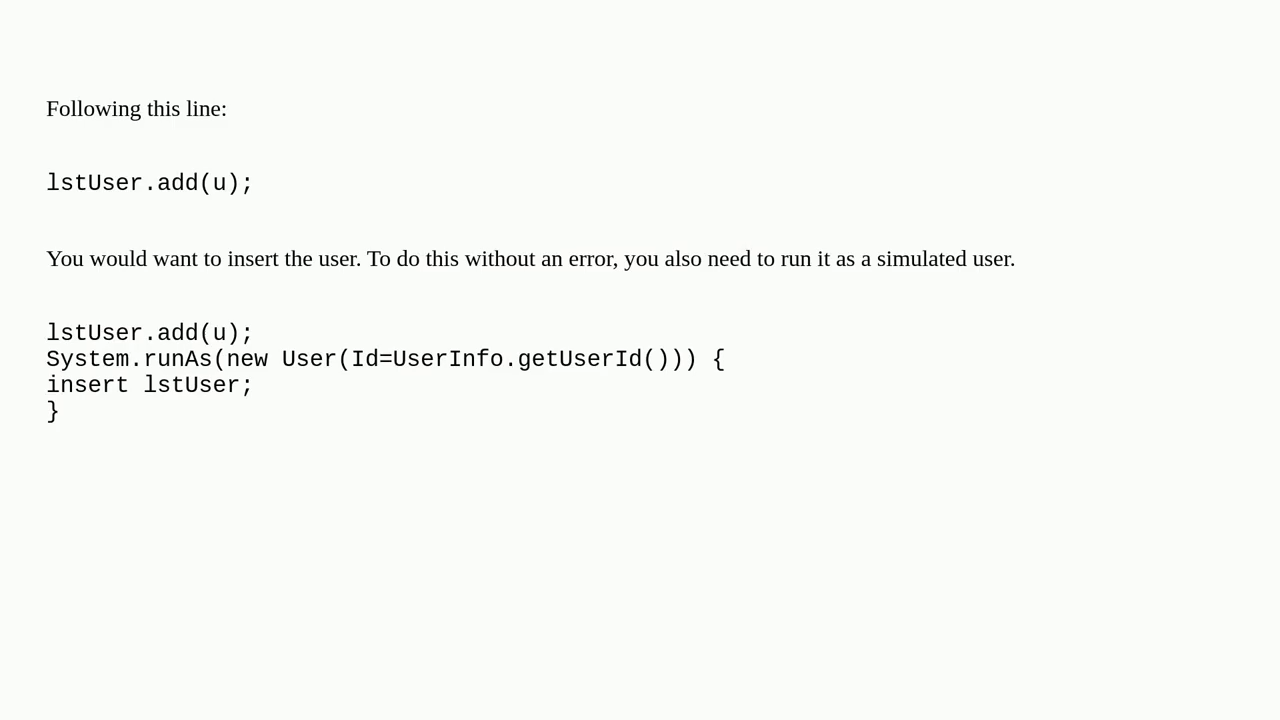 Following this line:
lstUser.add(u);
You would want to insert the user. To do this without an error, you also need to run it as a simulated user.
lstUser.add(u);
System.runAs(new User(Id=UserInfo.getUserId())) {
insert lstUser;
}